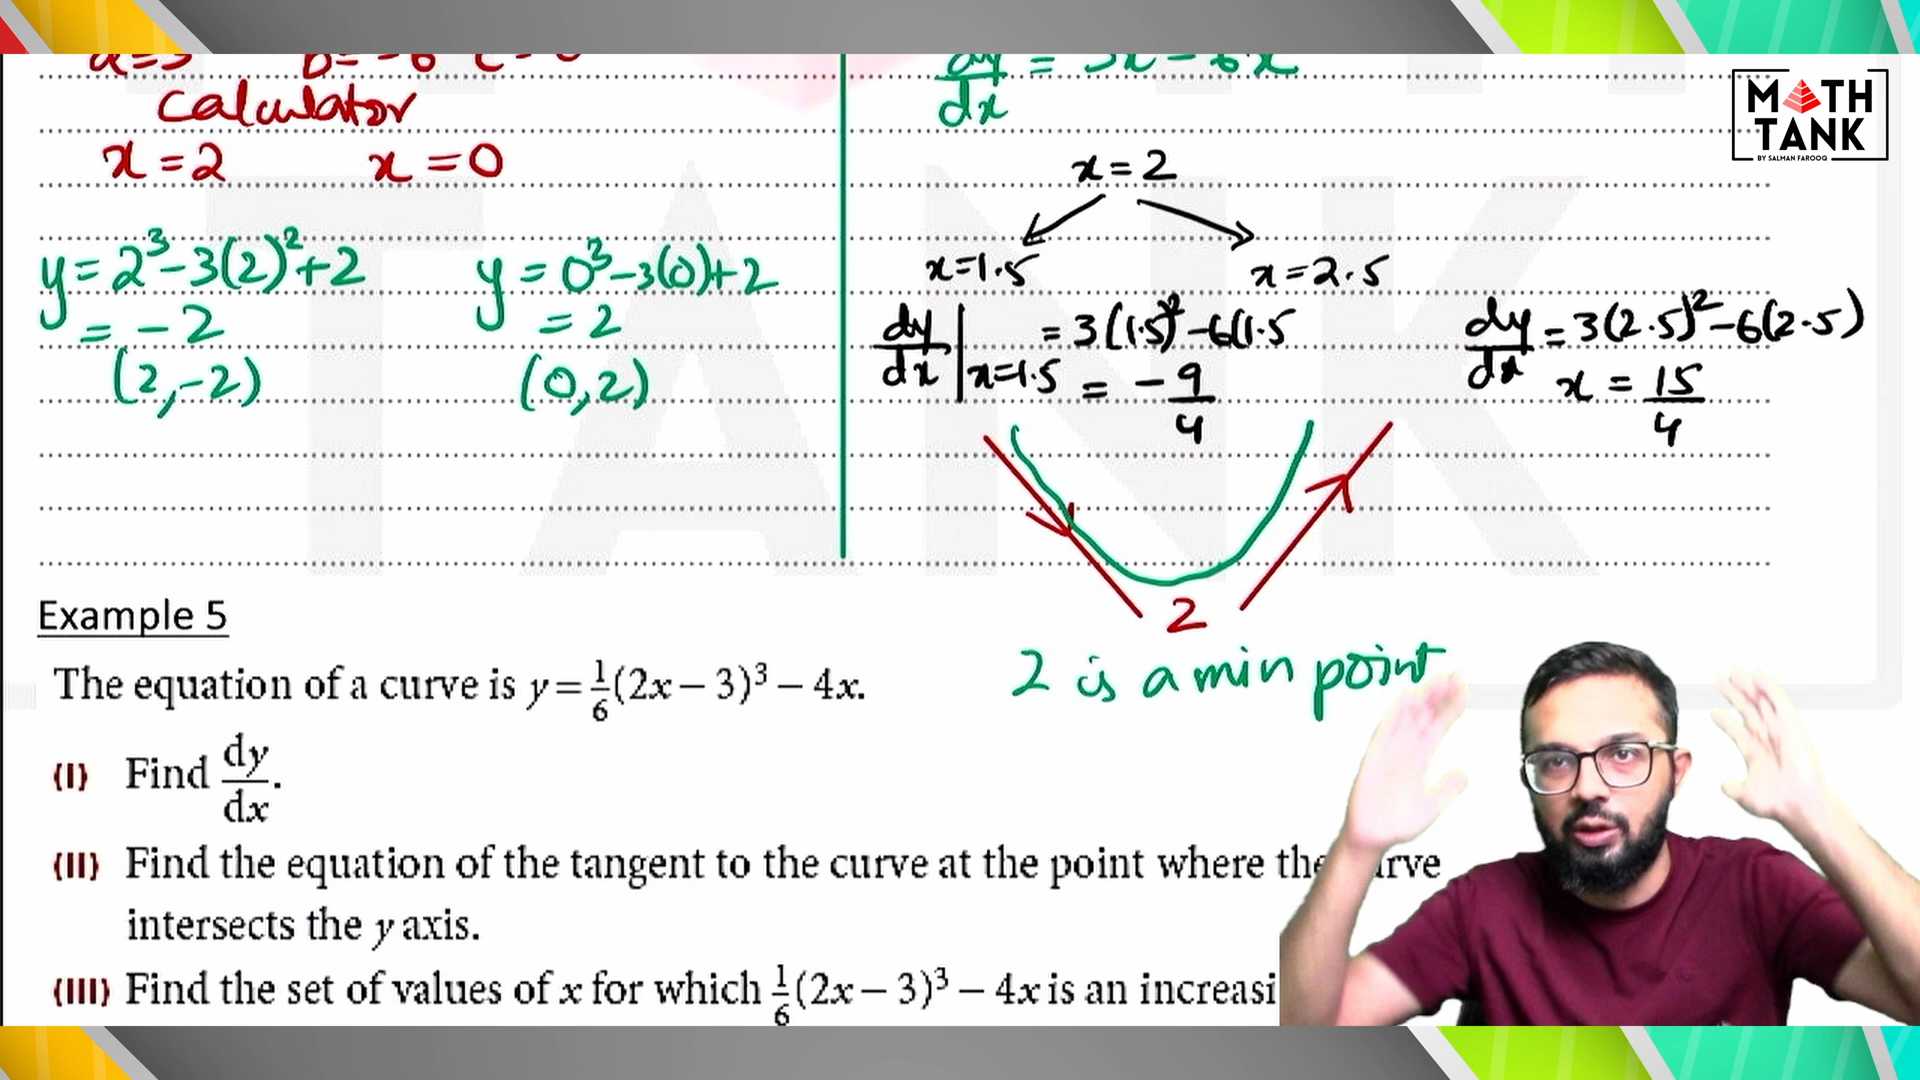 a=3 b=-6 c=0
Calculator
x=2 x=0
y=2³-3(2)²+2
=-2
(2,-2)
y=0³-3(0)+2
=2
(0,2)
dy/dx = 3x²-6x
x=2
x=1.5 x=2.5
dy/dx | x=1.5 = 3(1.5)²-6(1.5
= -9/4
dy/dx = 3(2.5)²-6(2.5)
x = 15/4
2
2 is a min point
MATH
TANK
BY SALMAN FAROOQ
TANK
Example 5
The equation of a curve is y = 1/6(2x – 3)³ – 4x.
(I) Find dy/dx.
(II) Find the equation of the tangent to the curve at the point where the
intersects the y axis.
(III) Find the set of values of x for which 1/6(2x – 3)³ – 4x is an increasi